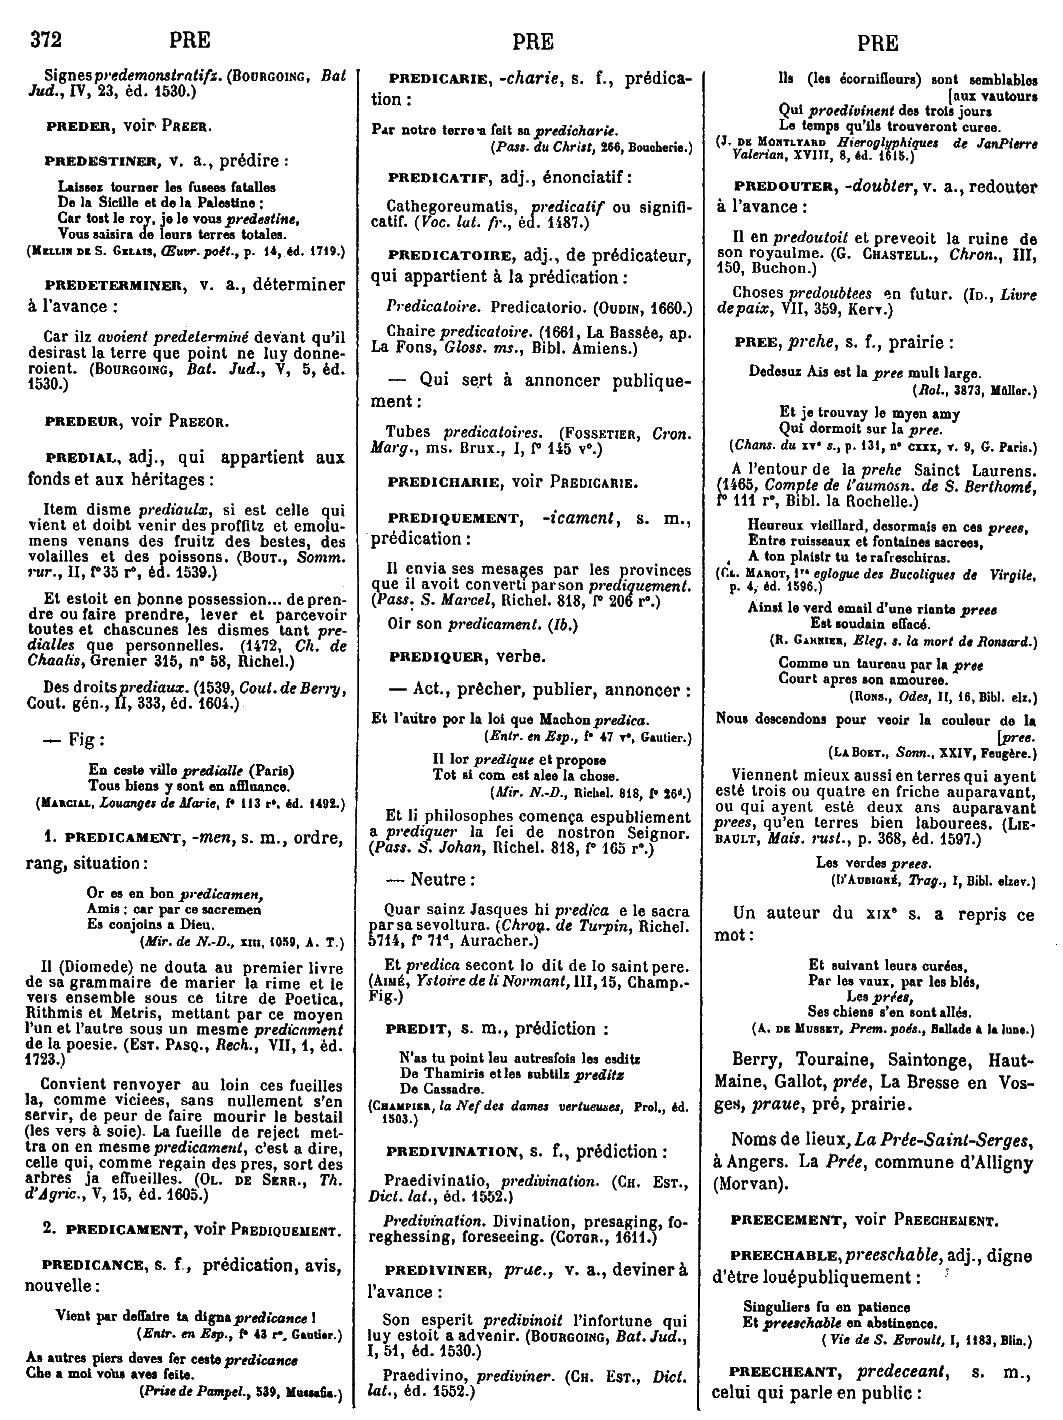 372 PRE PRE PRE
Signes predemonstratifz. (BOURGOING, Bat
Jud., IV, 23, éd. 1530.)
PREDER, voir PREER.
PREDESTINER, v. a., prédire :
Laissez tourner les fusees fatalles
De la Sicille et de la Palestine ;
Car tost le roy, je le vous predestine,
Vous saisira de leurs terres totales.
(MELLIN DE S. GELAIS, Œuvr. poét., p. 14, éd. 1719.)
PREDETERMINER, v. a., déterminer
à l'avance :
Car ilz avoient predeterminé devant qu'il
desirast la terre que point ne luy donne-
roient. (BOURGOING, Bat. Jud., V, 5, éd.
1530.)
PREDEUR, voir PREEOR.
PREDIAL, adj., qui appartient aux
fonds et aux héritages :
Item disme prediaulx, si est celle qui
vient et doibt venir des proffitz et emolu-
mens venans des fruitz des bestes, des
volailles et des poissons. (BOUT., Somm.
rur., II, f° 35 r°, éd. 1539.)
Et estoit en bonne possession... de pren-
dre ou faire prendre, lever et parcevoir
toutes et chascunes les dismes tant pre-
dialles que personnelles. (1472, Ch. de
Chaalis, Grenier 315, n° 58, Richel.)
Des droits prediaux. (1539, Cout. de Berry,
Cout. gén., II, 333, éd. 1604.)
— Fig :
En ceste ville predialle (Paris)
Tous biens y sont en affluance.
(MARCIAL, Louanges de Marie, f° 113 r°, éd. 1492.)
1. PREDICAMENT, -men, s. m., ordre,
rang, situation :
Or es en bon predicamen,
Amis ; car par ce sacremen
Es conjoins a Dieu.
(Mir. de N.-D., XIII, 1059, A. T.)
Il (Diomede) ne douta au premier livre
de sa grammaire de marier la rime et le
vers ensemble sous ce titre de Poetica,
Rithmis et Metris, mettant par ce moyen
l'un et l'autre sous un mesme predicament
de la poesie. (EST. PASQ., Rech., VII, 1, éd.
1723.)
Convient renvoyer au loin ces fueilles
la, comme viciees, sans nullement s'en
servir, de peur de faire mourir le bestail
(les vers à soie). La fueille de reject met-
tra on en mesme predicament, c'est a dire,
celle qui, comme regain des pres, sort des
arbres ja effueilles. (OL. DE SERR., Th.
d'Agric., V, 15, éd. 1605.)
2. PREDICAMENT, voir PREDIQUEMENT.
PREDICANCE, s. f., prédication, avis,
nouvelle :
Vient par deffaire ta digna predicance !
(Entr. en Esp., f° 43 r°, Gautier.)
As autres piers deves fer ceste predicance
Che a moi vous aves feite.
(Prise de Pampel., 539, Mussafia.)
PREDICARIE, -charie, s. f., prédica-
tion :
Par notre terre a feit sa predicharie.
(Pass. du Christ, 266, Boucherie.)
PREDICATIF, adj., énonciatif :
Cathegoreumatis, predicatif ou signifi-
catif. (Voc. lat. fr., éd. 1487.)
PREDICATOIRE, adj., de prédicateur,
qui appartient à la prédication :
Predicatoire. Predicatorio. (OUDIN, 1660.)
Chaire predicatoire. (1661, La Bassée, ap.
La Fons, Gloss. ms., Bibl. Amiens.)
— Qui sert à annoncer publique-
ment :
Tubes predicatoires. (FOSSETIER, Cron.
Marg., ms. Brux., I, f° 145 v°.)
PREDICHARIE, voir PREDICARIE.
PREDIQUEMENT, -icament, s. m.,
prédication :
Il envia ses mesages par les provinces
que il avoit converti par son prediquement.
(Pass. S. Marcel, Richel. 818, f° 206 r°.)
Oir son predicament. (Ib.)
PREDIQUER, verbe.
— Act., prêcher, publier, annoncer :
Et l'autre por la loi que Machon predica.
(Entr. en Esp., f° 47 v°, Gautier.)
Il lor predique et propose
Tot si com est alee la chose.
(Mir. N.-D., Richel. 818, f° 26ᵈ.)
Et li philosophes comença espubliement
a prediquer la fei de nostron Seignor.
(Pass. S. Johan, Richel. 818, f° 165 r°.)
— Neutre :
Quar sainz Jasques hi predica e le sacra
par sa sevoltura. (Chron. de Turpin, Richel.
5714, f° 71ᵈ, Auracher.)
Et predica secont lo dit de lo saint pere.
(AIMÉ, Ystoire de li Normant, III, 15, Champ.-
Fig.)
PREDIT, s. m., prédiction :
N'as tu point leu autresfois les esditz
De Thamiris et les subtilz preditz
De Cassadre.
(CHAMPIER, la Nef des dames vertueuses, Prol., éd.
1503.)
PREDIVINATION, s. f., prédiction :
Praedivinatio, predivination. (CH. EST.,
Dict. lat., éd. 1552.)
Predivination. Divination, presaging, fo-
reghessing, foreseeing. (COTGR., 1611.)
PREDIVINER, prue., v. a., deviner à
l'avance :
Son esperit predivinoit l'infortune qui
luy estoit a advenir. (BOURGOING, Bat. Jud.,
I, 51, éd. 1530.)
Praedivino, prediviner. (CH. EST., Dict.
lat., éd. 1552.)
Ils (les écornifleurs) sont semblables
[aux vautours
Qui proedivinent des trois jours
Le temps qu'ils trouveront curee.
(J. DE MONTLYARD Hieroglyphiques de JanPierre
Valerian, XVIII, 8, éd. 1615.)
PREDOUTER, -doubter, v. a., redouter
à l'avance :
Il en predoutoit et preveoit la ruine de
son royaulme. (G. CHASTELL., Chron., III,
150, Buchon.)
Choses predoubtees en futur. (ID., Livre
de paix, VII, 359, Kerv.)
PREE, prehe, s. f., prairie :
Dedesuz Ais est la pree mult large.
(Rol., 3873, Müller.)
Et je trouvay le myen amy
Qui dormoit sur la pree.
(Chans. du XVᵉ s., p. 131, n° CXXX, v. 9, G. Paris.)
A l'entour de la prehe Sainct Laurens.
(1465, Compte de l'aumosn. de S. Berthomé,
f° 111 r°, Bibl. la Rochelle.)
Heureux vieillard, desormais en ces prees,
Entre ruisseaux et fontaines sacrees,
A ton plaisir tu te rafreschiras.
(CL. MAROT, 1ʳᵉ eglogue des Bucoliques de Virgile,
p. 4, éd. 1596.)
Ainsi le verd email d'une riante pree
Est soudain effacé.
(R. GARNIER, Eleg. s. la mort de Ronsard.)
Comme un taureau par la pree
Court apres son amouree.
(RONS., Odes, II, 16, Bibl. elz.)
Nous descendons pour veoir la couleur de la
[pree.
(LA BOET., Sonn., XXIV, Feugère.)
Viennent mieux aussi en terres qui ayent
esté trois ou quatre en friche auparavant,
ou qui ayent esté deux ans auparavant
prees, qu'en terres bien labourees. (LIE-
BAULT, Mais. rust., p. 368, éd. 1597.)
Les verdes prees.
(D'AUBIGNÉ, Trag., I, Bibl. elzev.)
Un auteur du XIXᵉ s. a repris ce
mot :
Et suivant leurs curées,
Par les vaux, par les blés,
Les prées,
Ses chiens s'en sont allés.
(A. DE MUSSET, Prem. poés., Ballade à la lune.)
Berry, Touraine, Saintonge, Haut-
Maine, Gallot, prée, La Bresse en Vos-
ges, praue, pré, prairie.
Noms de lieux, La Prée-Saint-Serges,
à Angers. La Prée, commune d'Alligny
(Morvan).
PREECEMENT, voir PREECHEMENT.
PREECHABLE, preeschable, adj., digne
d'être loué publiquement :
Singuliers fu en patience
Et preeschable en abstinence.
(Vie de S. Evroult, I, 1183, Blin.)
PREECHEANT, predeceant, s. m.,
celui qui parle en public :